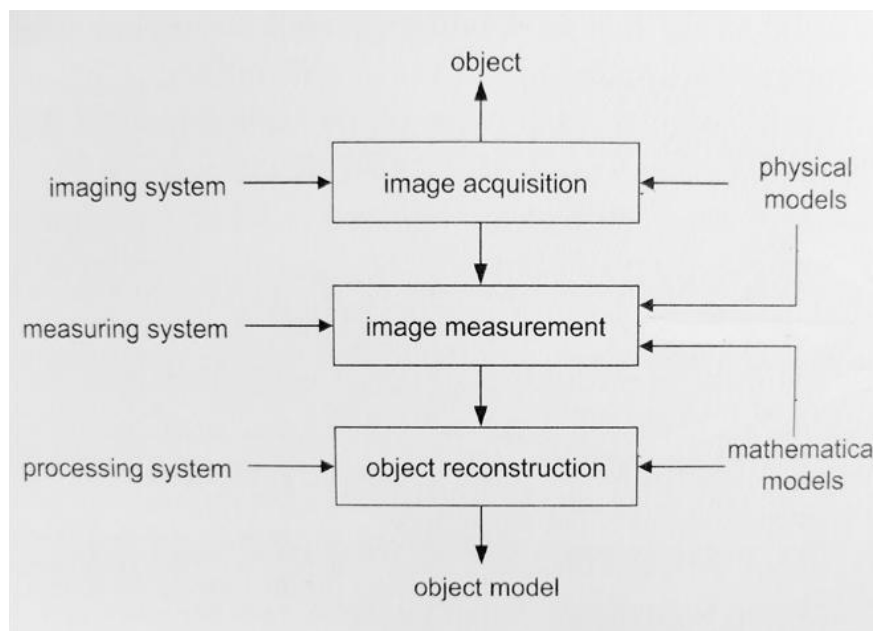 object
imaging system
image acquisition
physical
models
measuring system
image measurement
processing system
object reconstruction
mathematica
models
object model